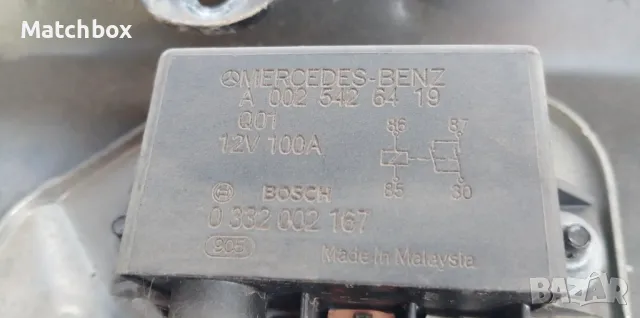 Matchbox
MERCEDES-BENZ
A 002 542 64 19
Q01
12V 100A
86 87
85 30
BOSCH
0 332 002 167
905
Made In Malaysia
BAZAR